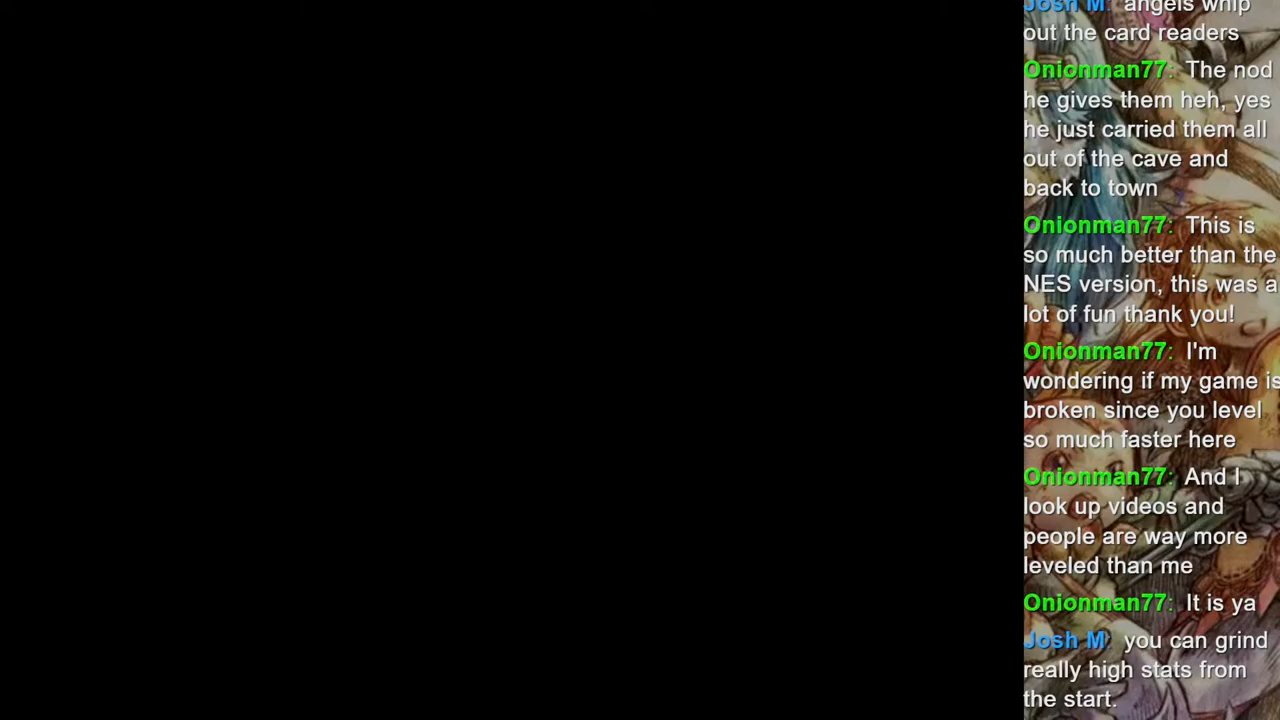 Josh M: angels whip
out the card readers
Onionman77: The nod
he gives them heh, yes
he just carried them all
out of the cave and
back to town
Onionman77: This is
so much better than the
NES version, this was a
lot of fun thank you!
Onionman77: I'm
wondering if my game is
broken since you level
so much faster here
Onionman77: And I
look up videos and
people are way more
leveled than me
Onionman77: It is ya
Josh M: you can grind
really high stats from
the start.